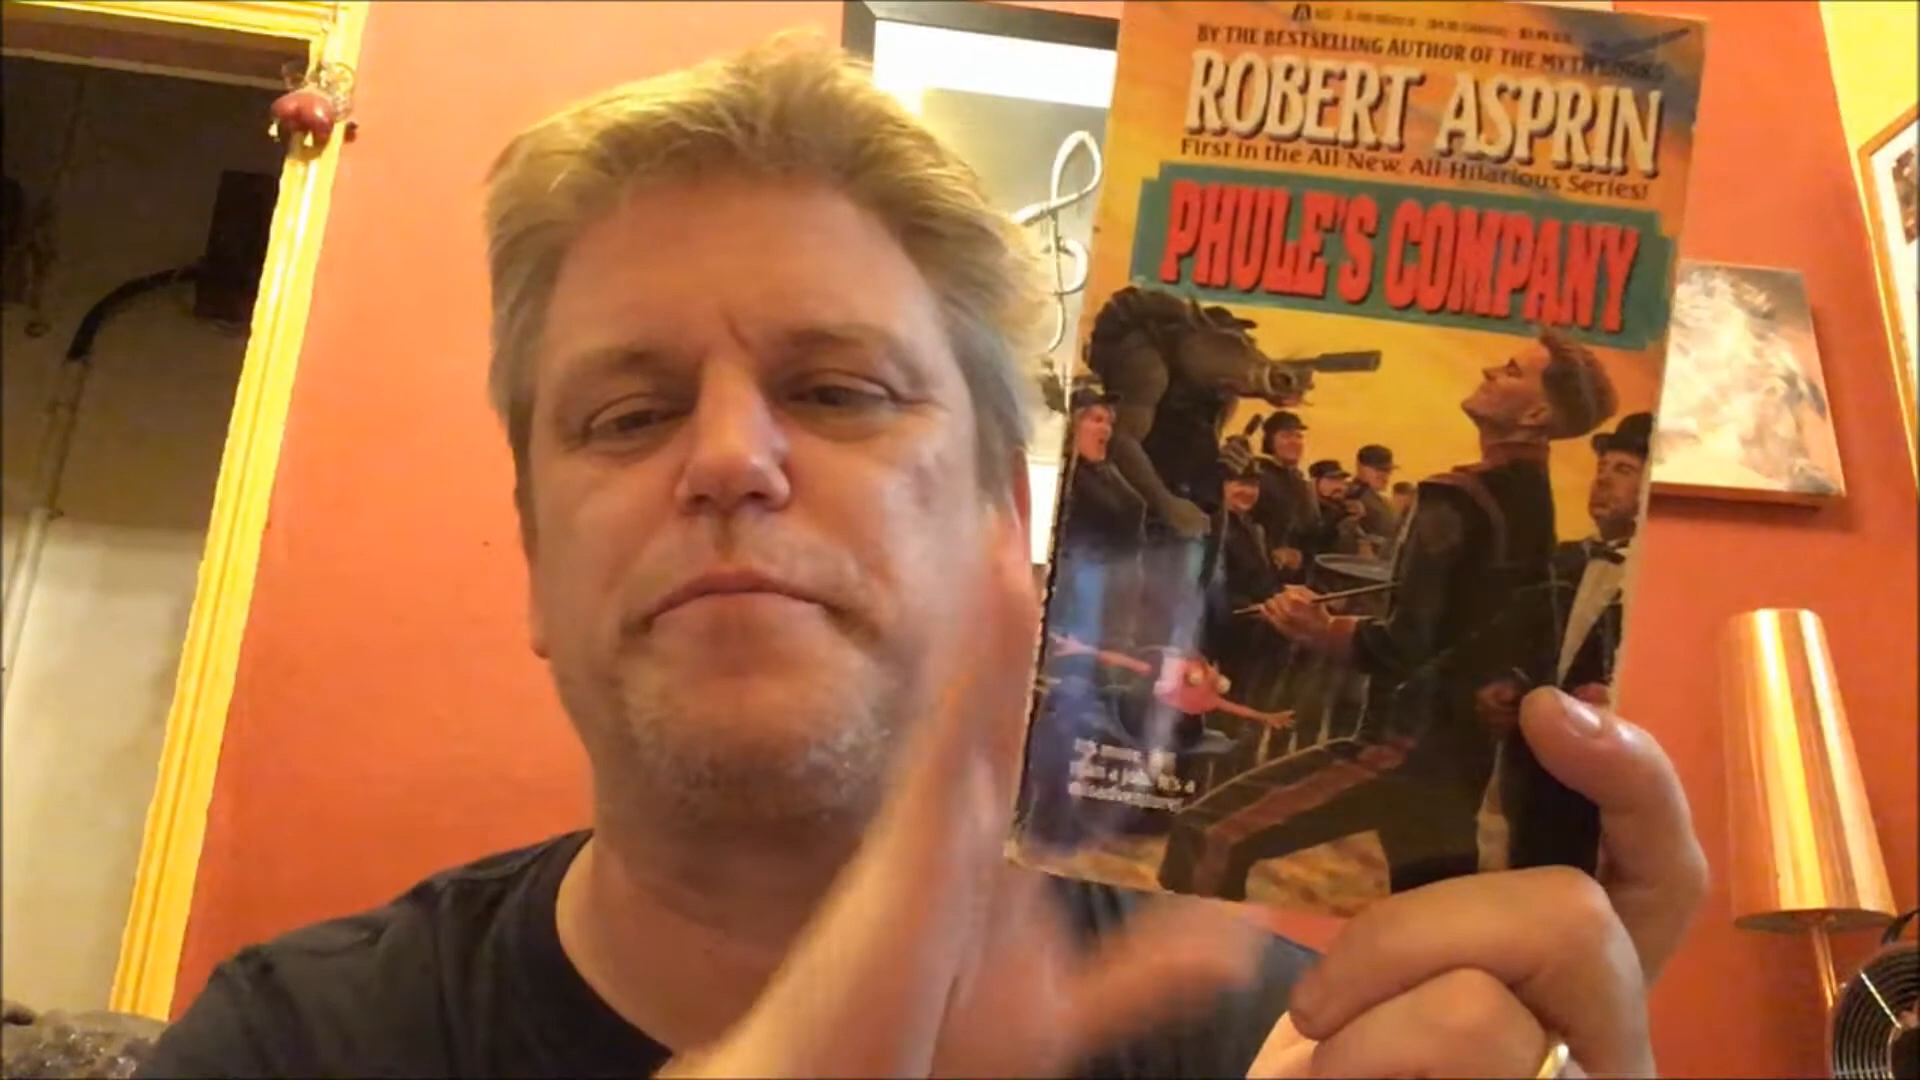 BY THE BESTSELLING AUTHOR OF THE MYTH BOOKS
ROBERT ASPRIN
First in the All-New, All-Hilarious Series!
PHULE'S COMPANY